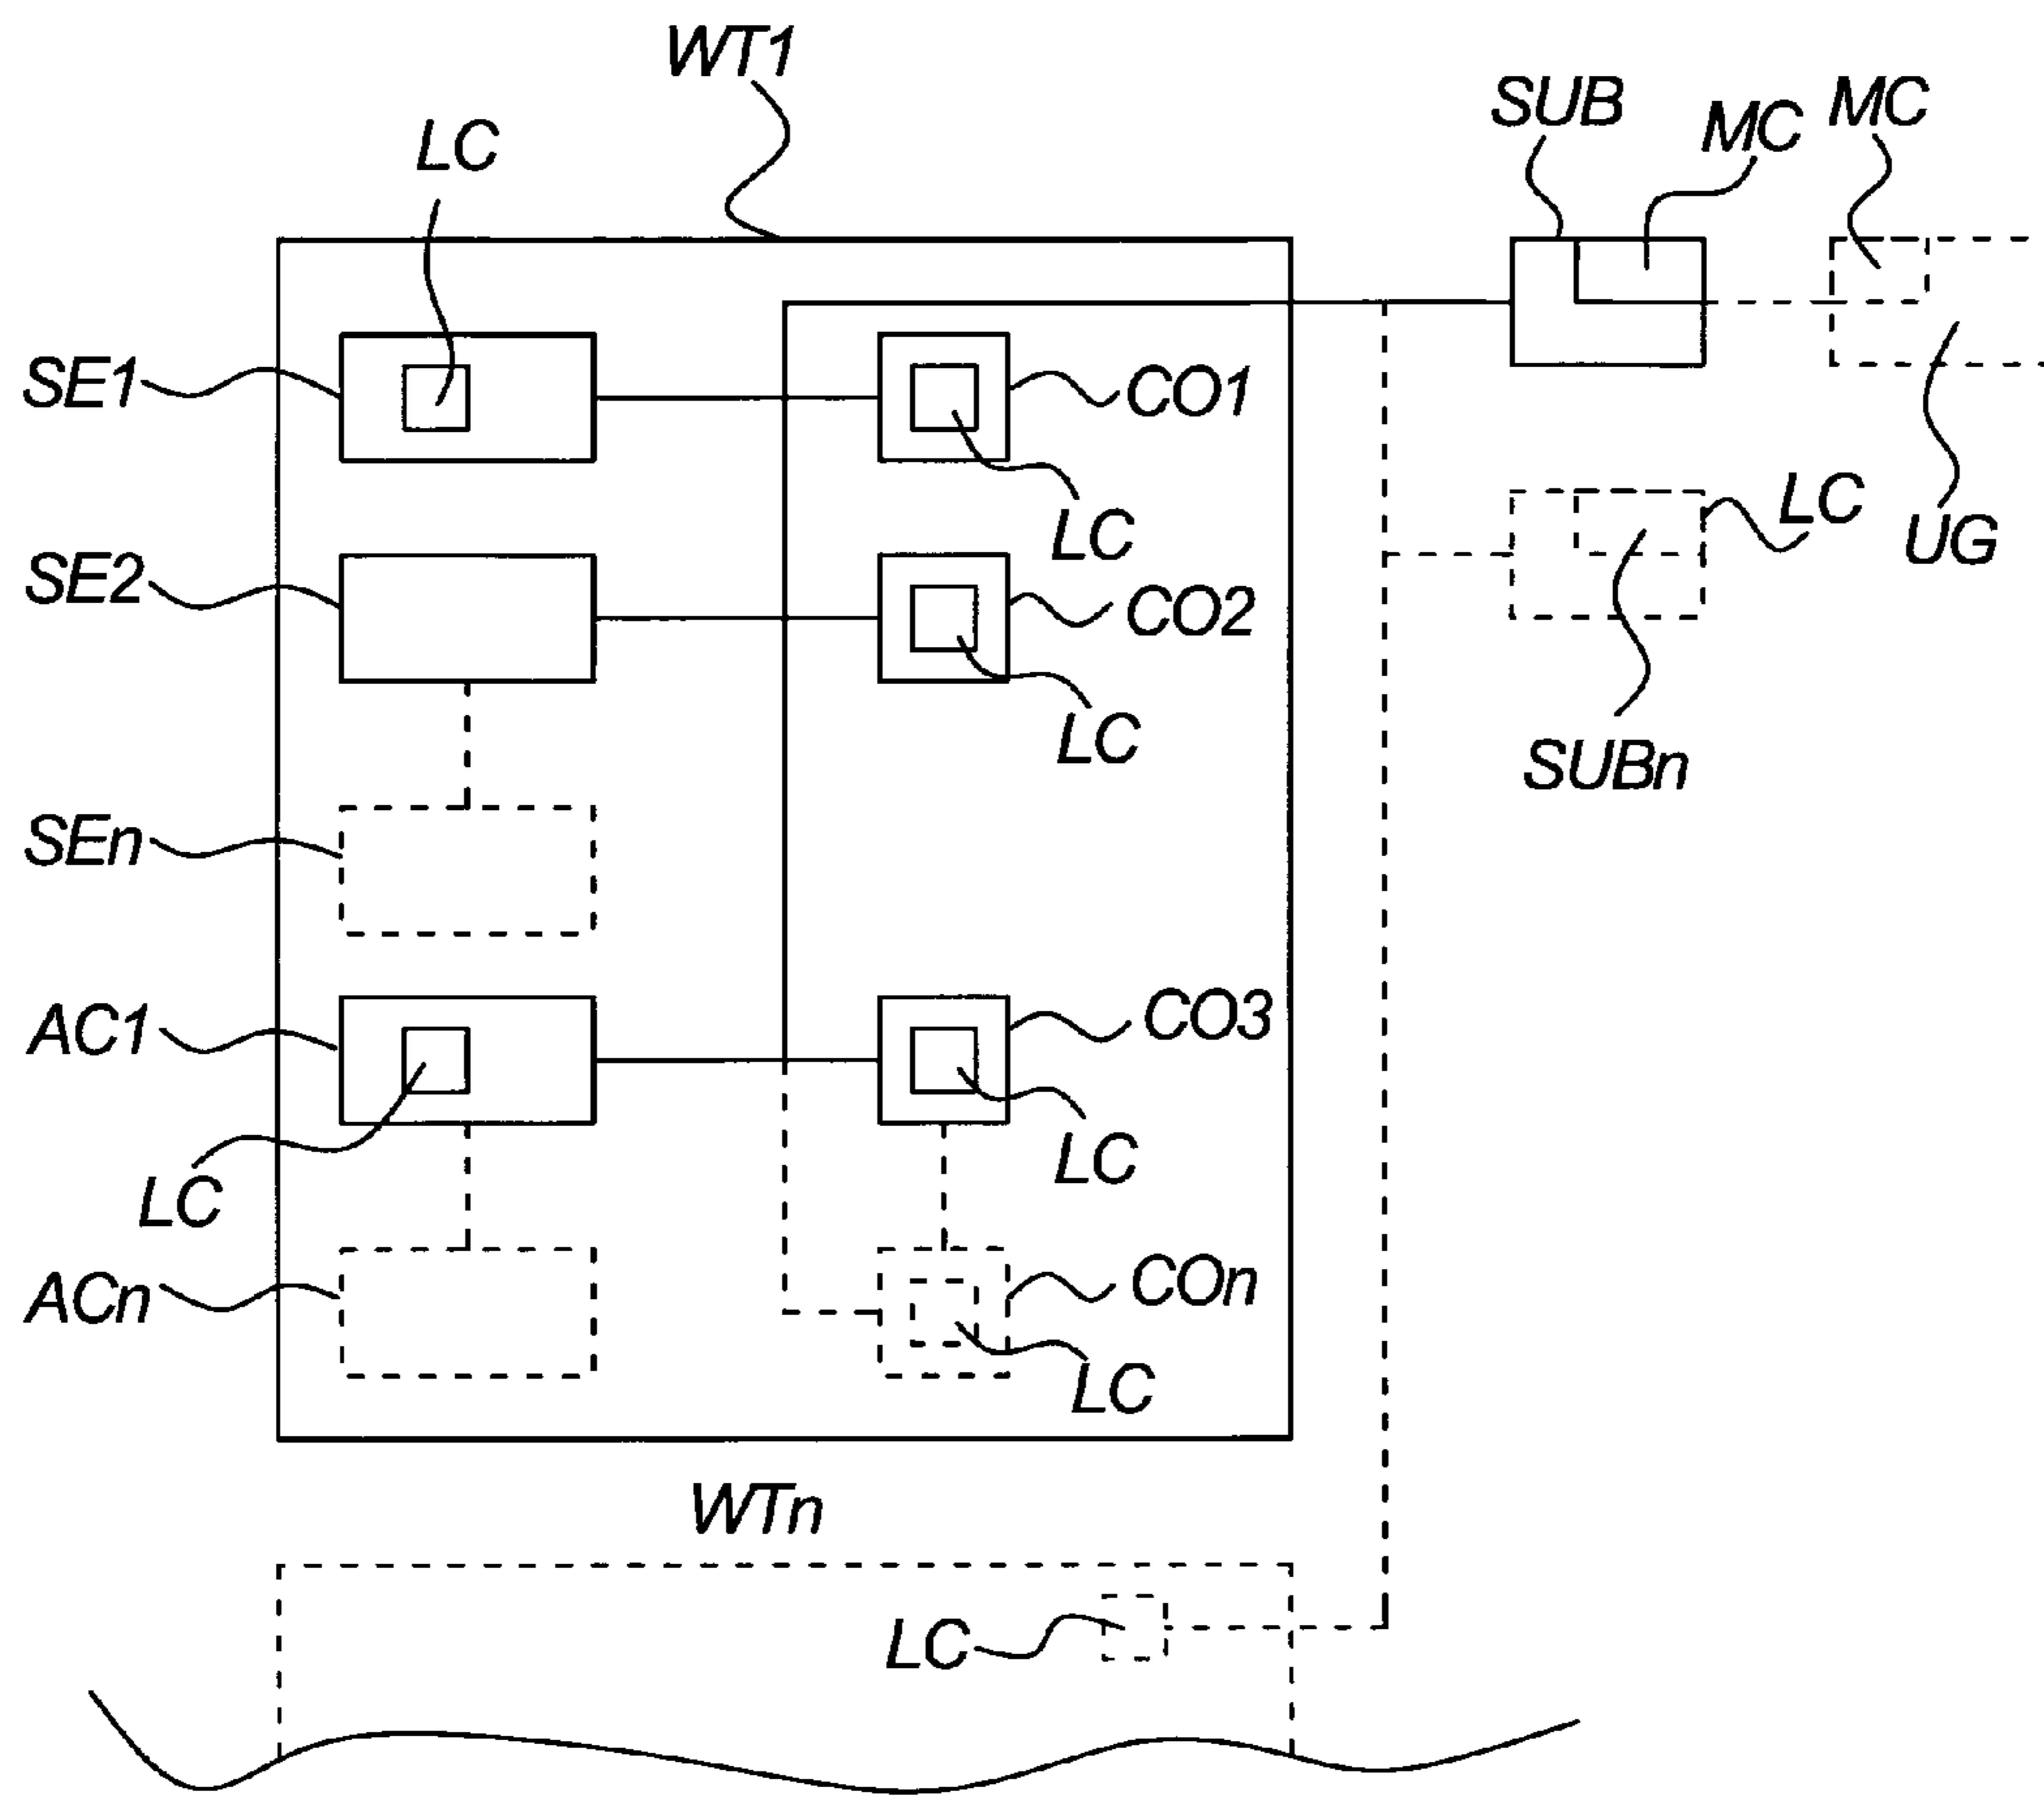 WT1
SUB
MC
MC
LC
SE1
CO1
LC
LC
UG
SE2
CO2
LC
SUBn
SEn
AC1
CO3
LC
LC
ACn
COn
LC
WTn
LC